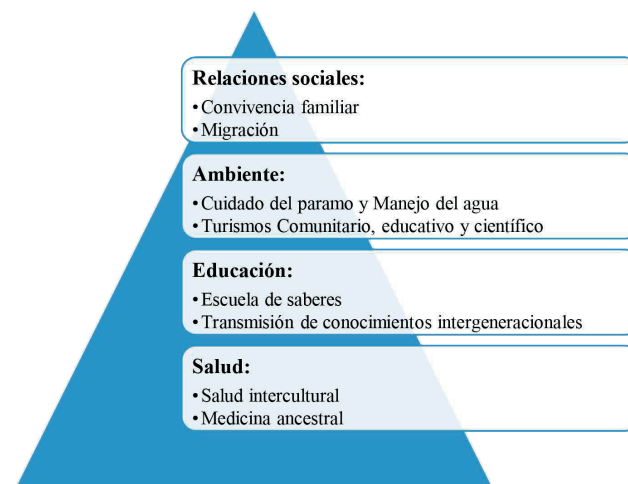 Relaciones sociales:
•Convivencia familiar
•Migración
Ambiente:
•Cuidado del paramo y Manejo del agua
•Turismos Comunitario, educativo y científico
Educación:
•Escuela de saberes
•Transmisión de conocimientos intergeneracionales
Salud:
•Salud intercultural
•Medicina ancestral